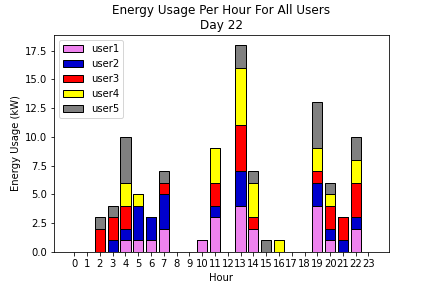 Energy Usage Per Hour For All Users
Day 22
user1
user2
user3
user4
user5
Energy Usage (kW)
17.5
15.0
12.5
10.0
7.5
5.0
2.5
0.0
0 1 2 3 4 5 6 7 8 9 10 11 12 13 14 15 16 17 18 19 20 21 22 23
Hour